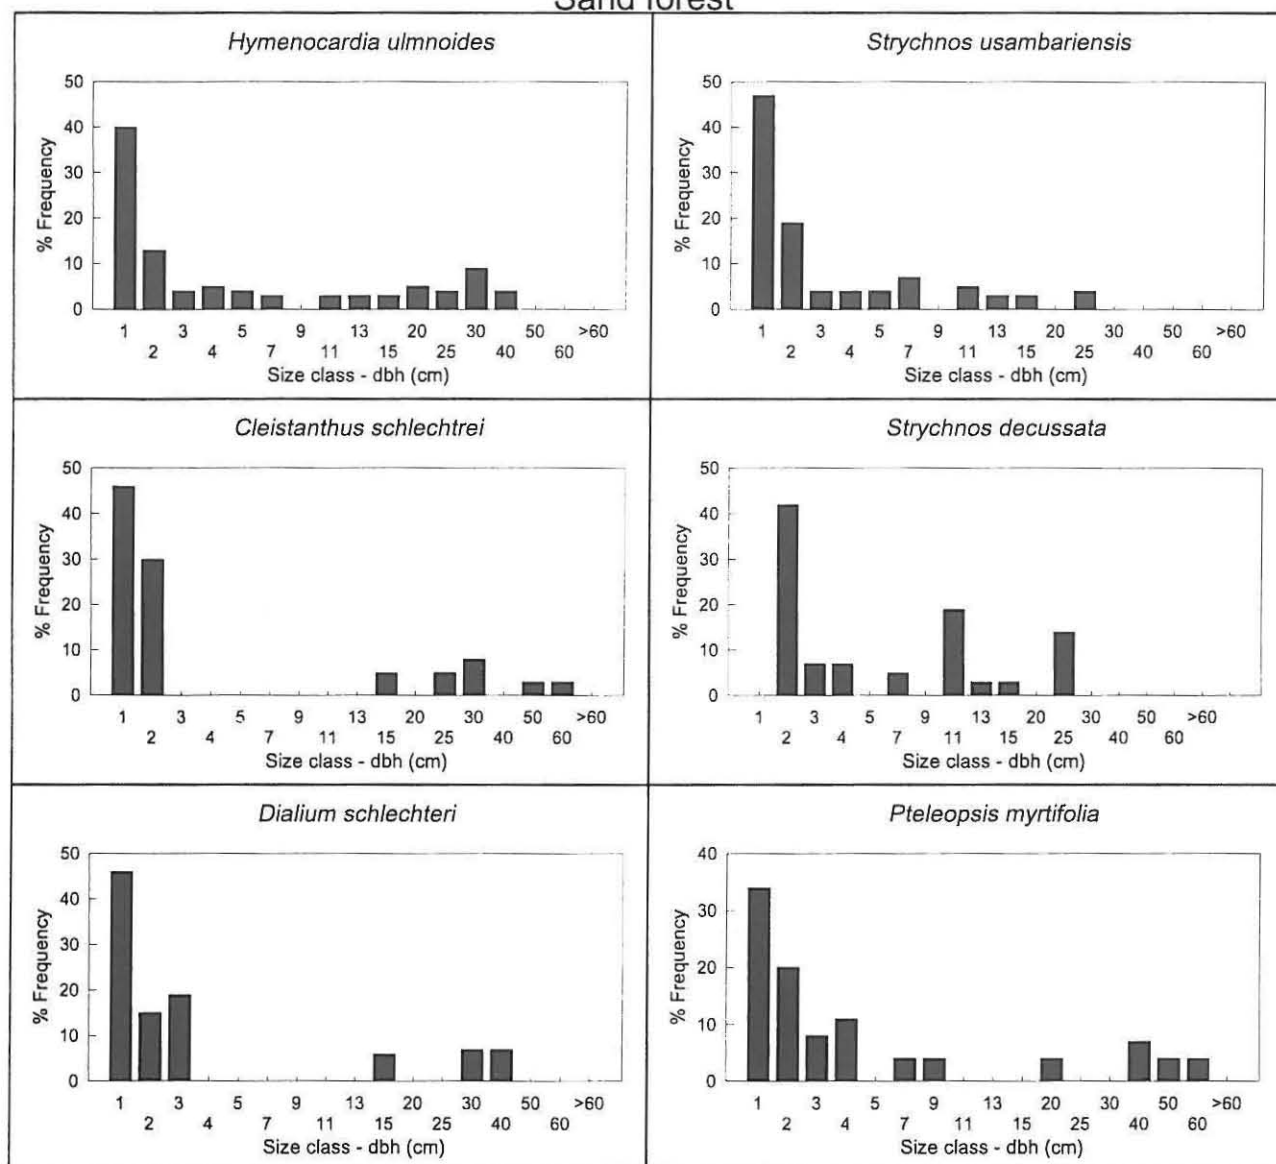 Sand forest
Hymenocardia ulmnoides
50
40
30
20
10
0
% Frequency
1 3 5 9 13 20 30 50 >60
2 4 7 11 15 25 40 60
Size class - dbh (cm)
Strychnos usambariensis
50
40
30
20
10
0
% Frequency
1 3 5 9 13 20 30 50 >60
2 4 7 11 15 25 40 60
Size class - dbh (cm)
Cleistanthus schlechtrei
50
40
30
20
10
0
% Frequency
1 3 5 9 13 20 30 50 >60
2 4 7 11 15 25 40 60
Size class - dbh (cm)
Strychnos decussata
50
40
30
20
10
0
% Frequency
1 3 5 9 13 20 30 50 >60
2 4 7 11 15 25 40 60
Size class - dbh (cm)
Dialium schlechteri
50
40
30
20
10
0
% Frequency
1 3 5 9 13 20 30 50 >60
2 4 7 11 15 25 40 60
Size class - dbh (cm)
Pteleopsis myrtifolia
40
30
20
10
0
% Frequency
1 3 5 9 13 20 30 50 >60
2 4 7 11 15 25 40 60
Size class - dbh (cm)